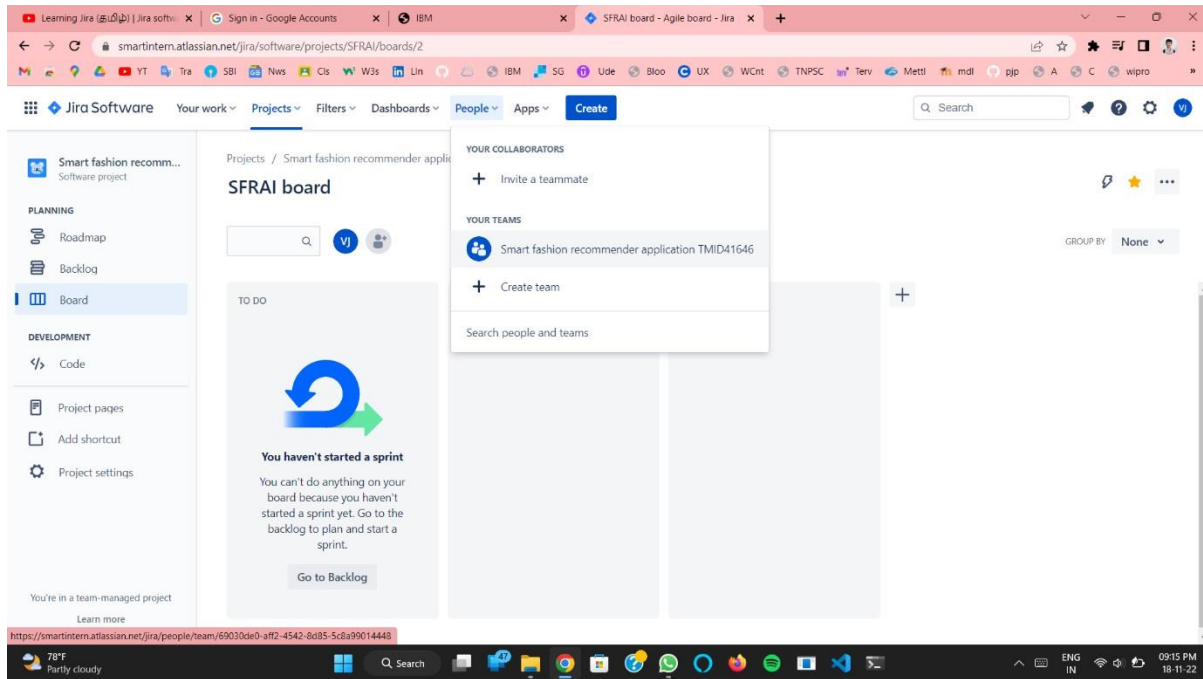 Learning Jira (தமிழ்) | Jira softw
Sign in - Google Accounts
IBM
SFRAI board - Agile board - Jira
smartintern.atlassian.net/jira/software/projects/SFRAI/boards/2
YT Tra SBI Nws Cls W3s Lin IBM SG Ude Bloo UX WCnt TNPSC Terv Mettl mdl pjp A C wipro »
Jira Software Your work Projects Filters Dashboards People Apps Create Search VJ
Smart fashion recomm...
Software project
PLANNING
Roadmap
Backlog
Board
DEVELOPMENT
Code
Project pages
Add shortcut
Project settings
You're in a team-managed project
Learn more
Projects / Smart fashion recommender applic
SFRAI board
VJ
GROUP BY None
YOUR COLLABORATORS
Invite a teammate
YOUR TEAMS
Smart fashion recommender application TMID41646
Create team
Search people and teams
TO DO
You haven't started a sprint
You can't do anything on your
board because you haven't
started a sprint yet. Go to the
backlog to plan and start a
sprint.
Go to Backlog
https://smartintern.atlassian.net/jira/people/team/69030de0-aff2-4542-8d85-5c8a99014448
78°F
Partly cloudy
Search
47
ENG
IN
09:15 PM
18-11-22